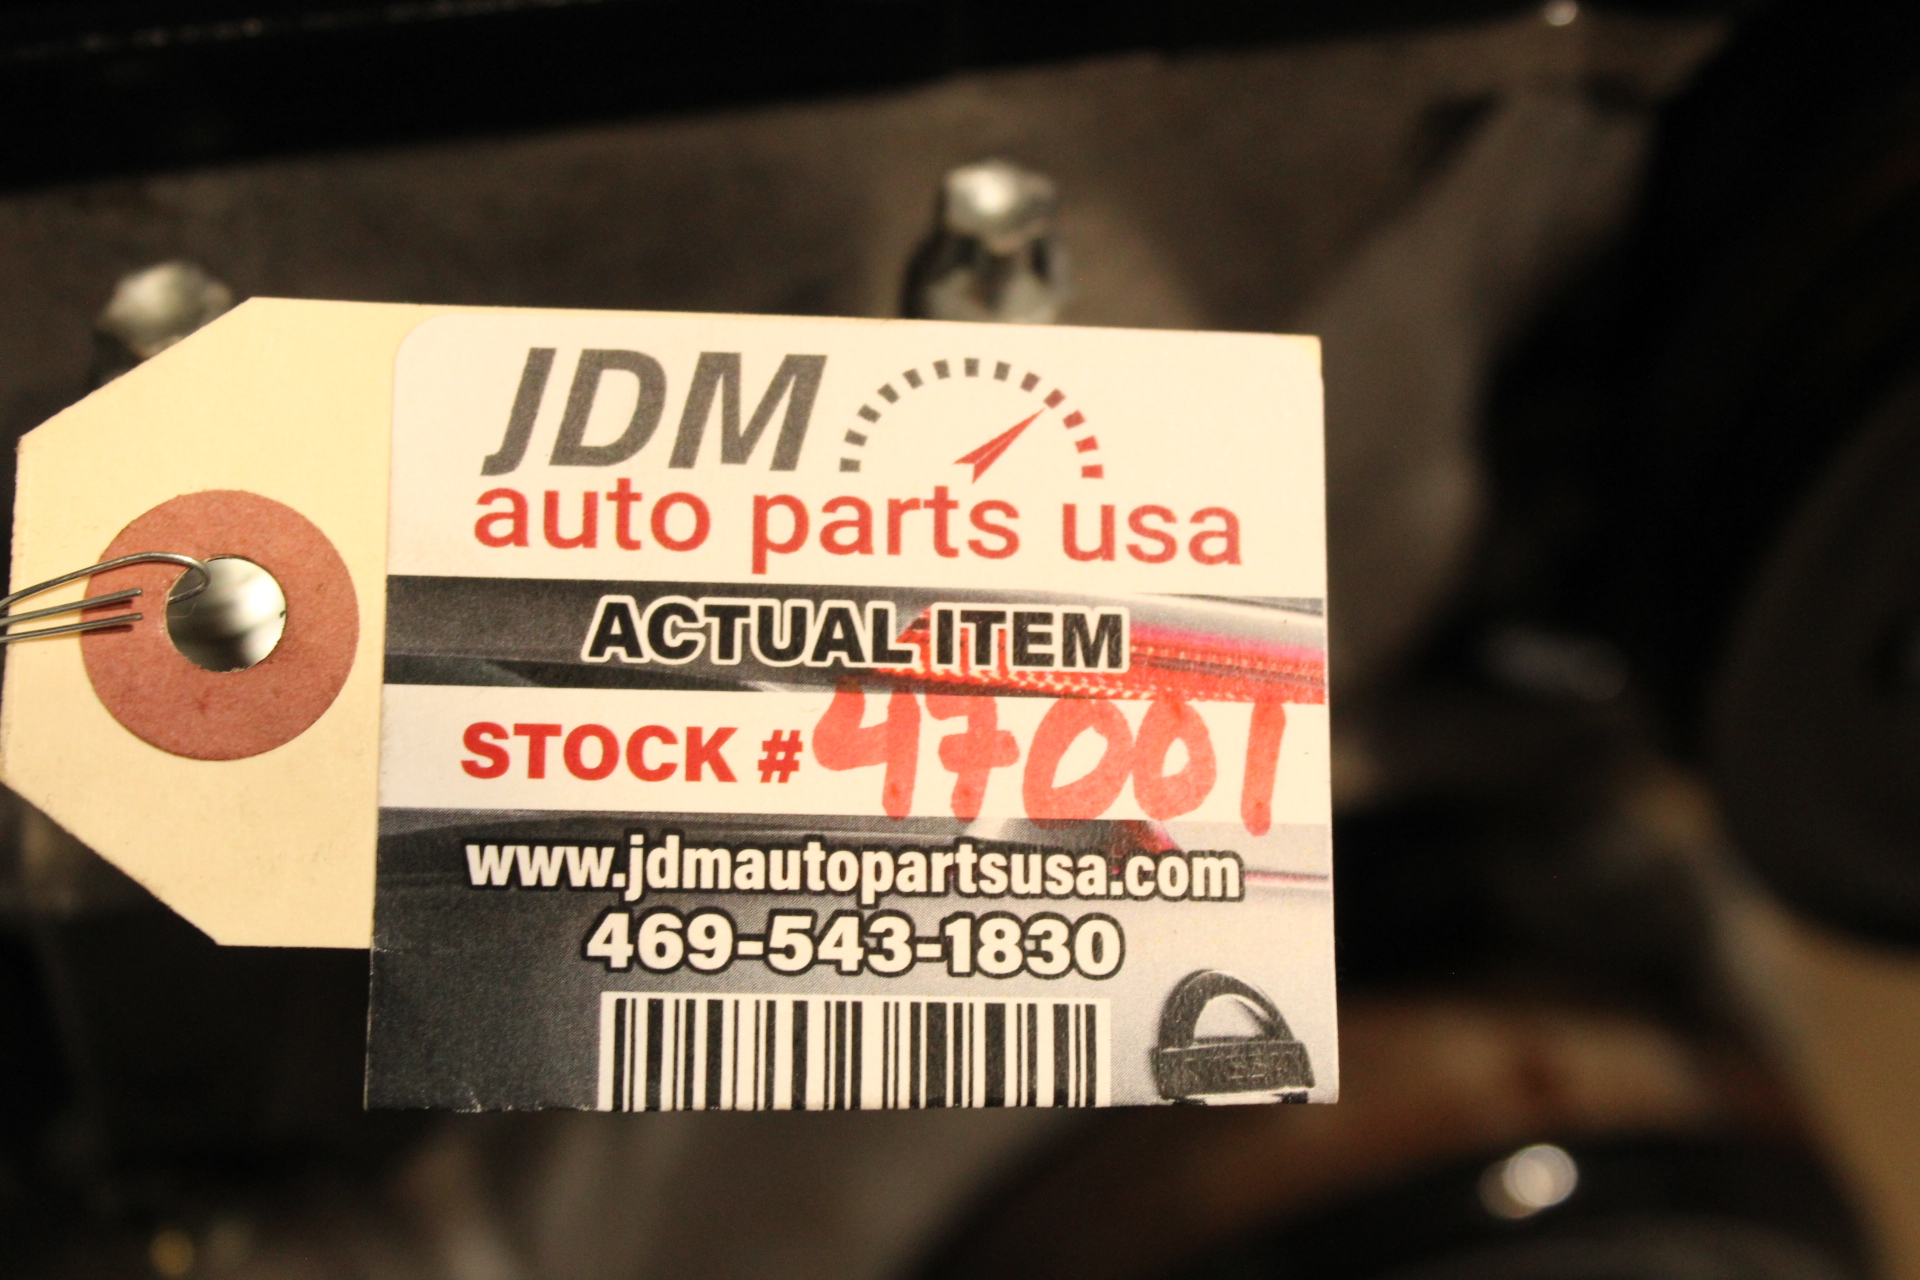 JDM
auto parts usa
ACTUAL ITEM
STOCK # 47001
www.jdmautopartsusa.com
469-543-1830